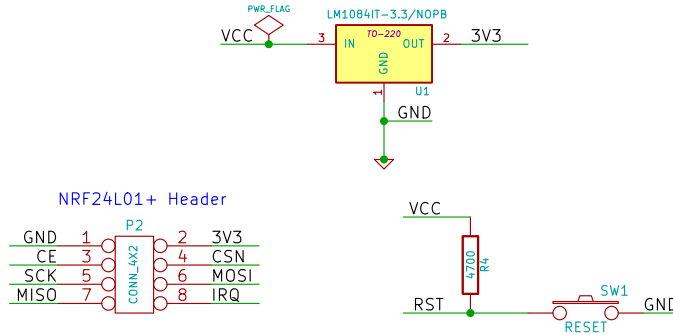 PWR_FLAG
LM1084IT-3.3/NOPB
VCC
3
IN
TO-220
OUT
2
3V3
GND
1
U1
GND
NRF24L01+ Header
P2
GND 1 2 3V3
CE 3 4 CSN
SCK 5 6 MOSI
MISO 7 8 IRQ
CONN_4X2
VCC
4700
R4
RST
SW1
GND
RESET